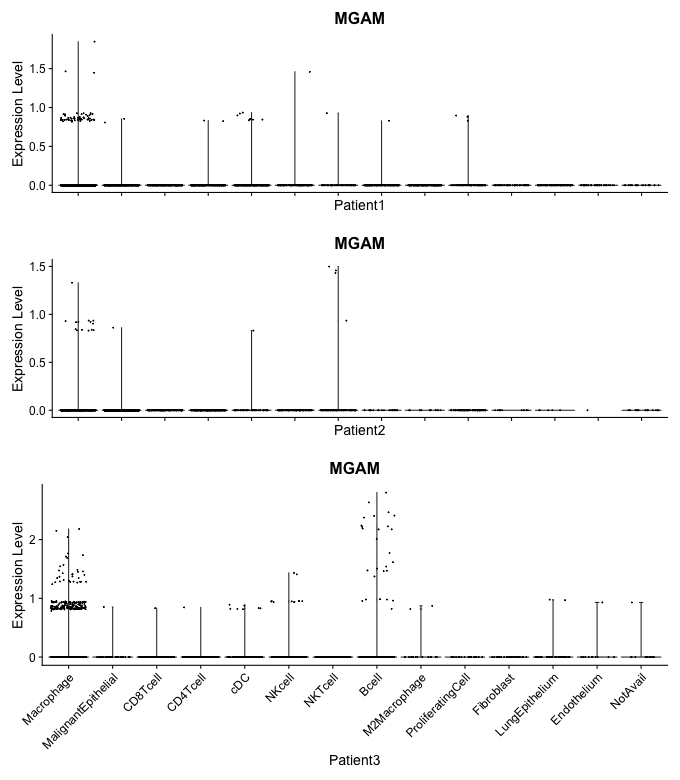 MGAM
Expression Level
1.5
1.0
0.5
0.0
Patient1
MGAM
Expression Level
1.5
1.0
0.5
0.0
Patient2
MGAM
Expression Level
2
1
0
Macrophage
MalignantEpithelial
CD8Tcell
CD4Tcell
cDC
NKcell
NKTcell
Bcell
M2Macrophage
ProliferatingCell
Fibroblast
LungEpithelium
Endothelium
NotAvail
Patient3